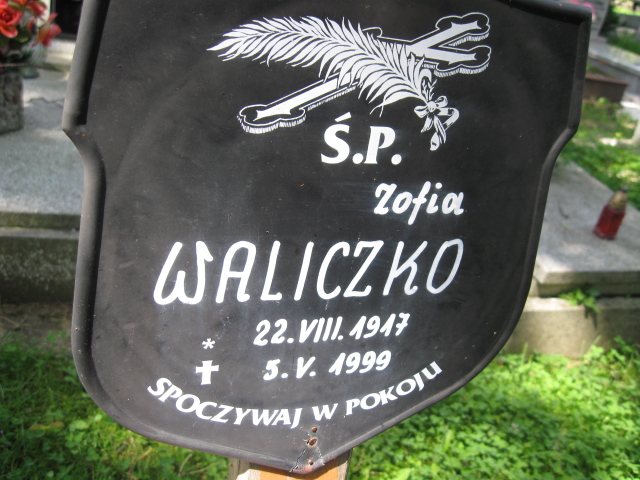 Ś.P.
Zofia
WALICZKO
* 22.VIII.1917
✝ 5.V.1999
SPOCZYWAJ W POKOJU